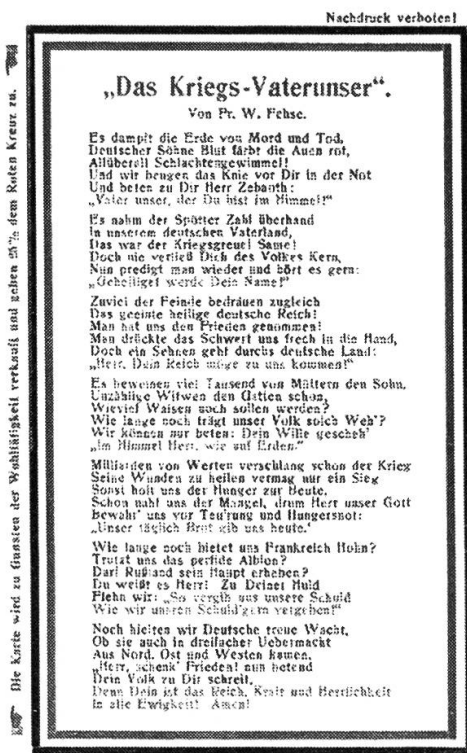 Nachdruck verboten!
Die Karte wird zu Gunsten der Wohltätigkeit verkauft und gehen 25% dem Roten Kreuz zu.
„Das Kriegs-Vaterunser“.
Von Fr. W. Fehse.
Es dampft die Erde von Mord und Tod,
Deutscher Söhne Blut färbt die Auen rot,
Allüberall Schlachtengewimmel!
Und wir beugen das Knie vor Dir in der Not
Und beten zu Dir Herr Zebaoth:
„Vater unser, der Du bist im Himmel!“
Es nahm der Spötter Zahl überhand
In unserem deutschen Vaterland,
Das war der Kriegsgreuel Same!
Doch nie verließ Dich des Volkes Kern,
Nun predigt man wieder und hört es gern:
„Geheiliget werde Dein Name!“
Zuviel der Feinde bedräuen zugleich
Das geeinte heilige deutsche Reich!
Man hat uns den Frieden genommen!
Man drückte das Schwert uns frech in die Hand,
Doch ein Sehnen geht durchs deutsche Land:
„Herr, Dein Reich möge zu uns kommen!“
Es beweinen viel Tausend von Müttern den Sohn,
Unzählige Witwen den Gatten schon,
Wieviel Waisen noch sollen werden?
Wie lange noch trägt unser Volk solch Weh'?
Wir können nur beten: Dein Wille gescheh'
„Im Himmel Herr, wie auf Erden.“
Milliarden von Werten verschlang schon der Krieg
Seine Wunden zu heilen vermag nur ein Sieg
Sonst holt uns der Hunger zur Beute.
Schon naht uns der Mangel, drum Herr unser Gott
Bewahr' uns vor Teu'rung und Hungersnot:
„Unser täglich Brot gib uns heute.“
Wie lange noch bietet uns Frankreich Hohn?
Trutzt uns das perfide Albion?
Darf Rußland sein Haupt erheben?
Du weißt es Herr! Zu Deiner Huld
Flehn wir: „So vergib uns unsere Schuld
Wie wir unseren Schuld'gern vergeben!“
Noch hielten wir Deutsche treue Wacht,
Ob sie auch in dreifacher Uebermacht
Aus Nord, Ost und Westen kamen.
„Herr, schenk' Frieden! nun betend
Dein Volk zu Dir schreit,
Denn Dein ist das Reich, Kraft und Herrlichkeit
In alle Ewigkeit! Amen!